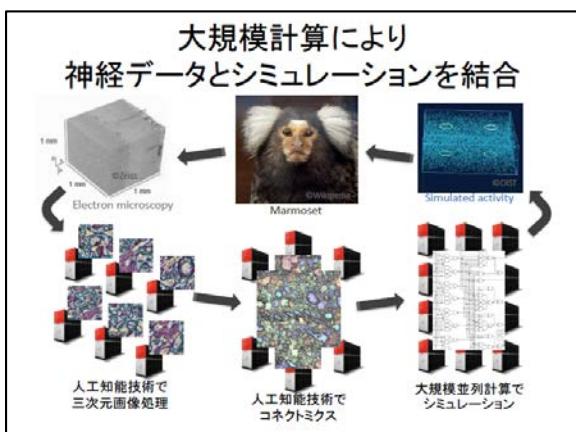 大規模計算により
神経データとシミュレーションを結合
1 mm
1 mm
1 mm
©Zeiss
Electron microscopy
©Wikipedia
Marmoset
©OIST
Simulated activity
人工知能技術で
三次元画像処理
人工知能技術で
コネクトミクス
大規模並列計算で
シミュレーション